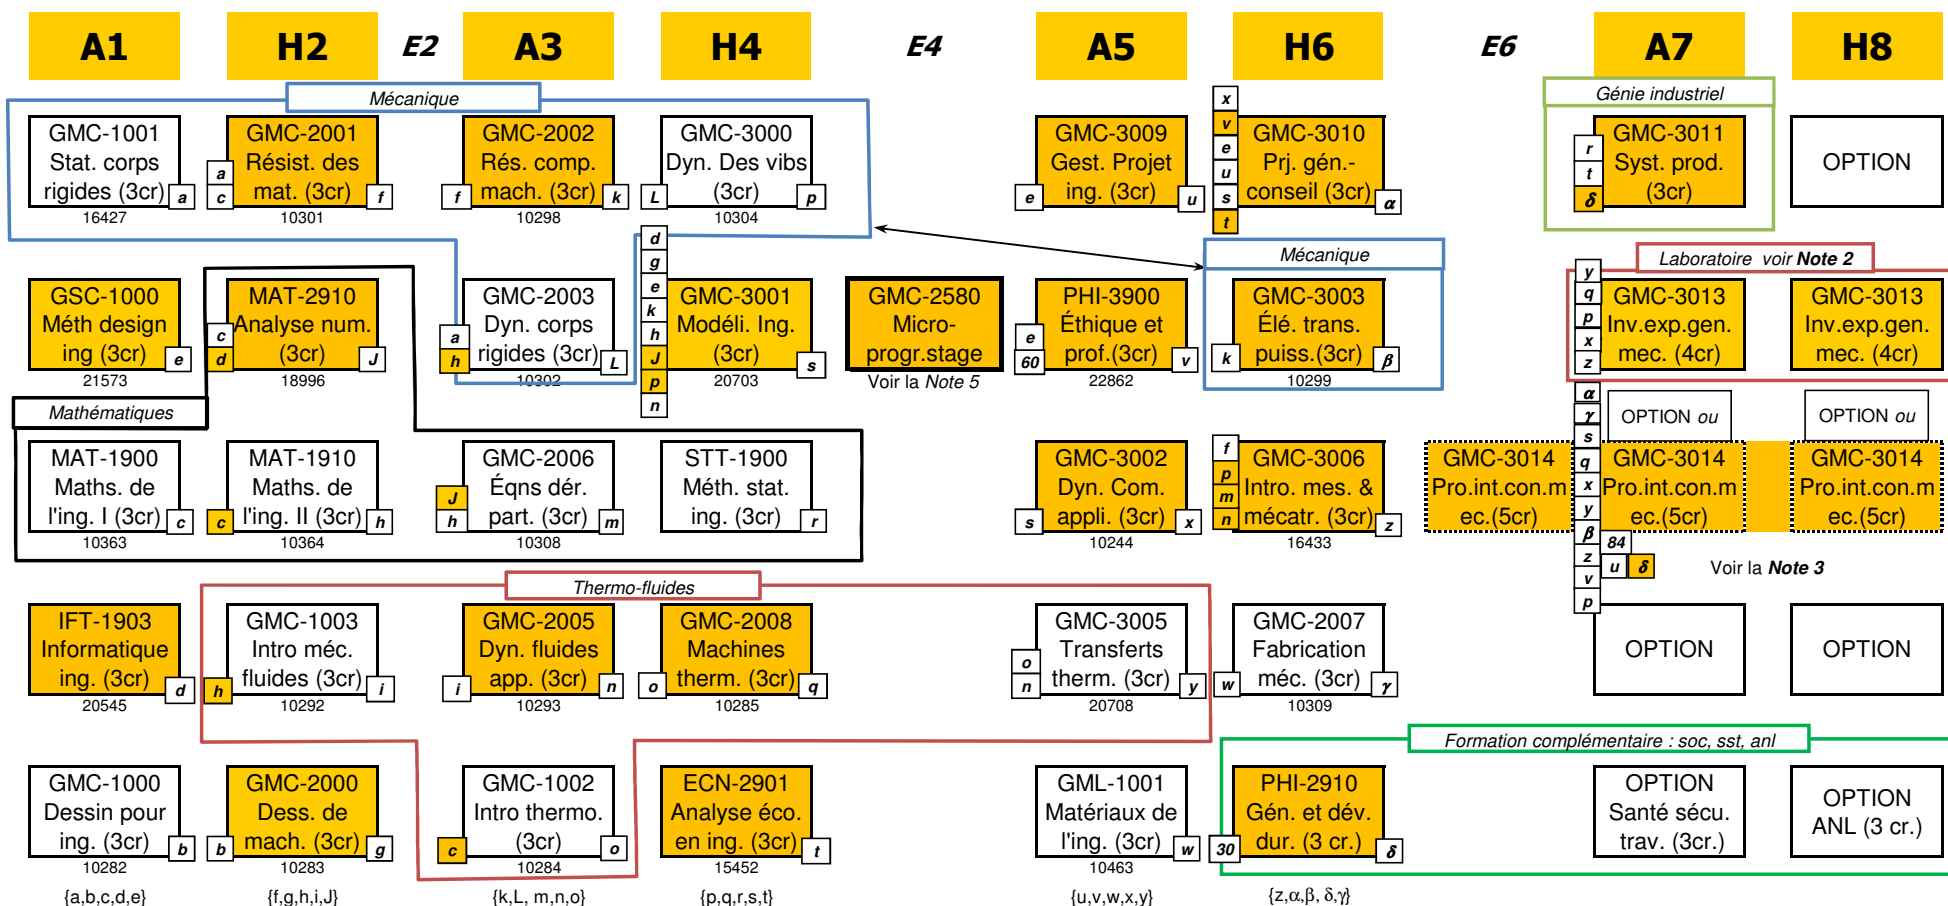 A1 H2 E2 A3 H4 E4 A5 H6 E6 A7 H8
Mécanique
Génie industriel
GMC-1001
Stat. corps
rigides (3cr)
a
16427
a
c
GMC-2001
Résist. des
mat. (3cr)
f
10301
f
GMC-2002
Rés. comp.
mach. (3cr)
k
10298
L
GMC-3000
Dyn. Des vibs
(3cr)
p
10304
e
GMC-3009
Gest. Projet
ing. (3cr)
u
x
v
e
u
s
t
GMC-3010
Prj. gén.-
conseil (3cr)
α
r
t
δ
GMC-3011
Syst. prod.
(3cr)
OPTION
Mécanique
Laboratoire voir Note 2
GSC-1000
Méth design
ing (3cr)
e
21573
c
d
MAT-2910
Analyse num.
(3cr)
J
18996
a
h
GMC-2003
Dyn. corps
rigides (3cr)
L
10302
d
g
e
k
h
J
p
n
GMC-3001
Modéli. Ing.
(3cr)
s
20703
GMC-2580
Micro-
progr.stage
Voir la Note 5
e
60
PHI-3900
Éthique et
prof.(3cr)
v
22862
k
GMC-3003
Élé. trans.
puiss.(3cr)
β
10299
y
q
p
x
z
GMC-3013
Inv.exp.gen.
mec. (4cr)
GMC-3013
Inv.exp.gen.
mec. (4cr)
Mathématiques
MAT-1900
Maths. de
l'ing. I (3cr)
c
10363
c
MAT-1910
Maths. de
l'ing. II (3cr)
h
10364
J
h
GMC-2006
Éqns dér.
part. (3cr)
m
10308
STT-1900
Méth. stat.
ing. (3cr)
r
s
GMC-3002
Dyn. Com.
appli. (3cr)
x
10244
f
p
m
n
GMC-3006
Intro. mes. &
mécatr. (3cr)
z
16433
GMC-3014
Pro.int.con.m
ec.(5cr)
α
γ
s
q
x
y
β
z
v
p
OPTION ou
GMC-3014
Pro.int.con.m
ec.(5cr)
84
u
δ
OPTION ou
GMC-3014
Pro.int.con.m
ec.(5cr)
Voir la Note 3
Thermo-fluides
IFT-1903
Informatique
ing. (3cr)
d
20545
h
GMC-1003
Intro méc.
fluides (3cr)
i
10292
i
GMC-2005
Dyn. fluides
app. (3cr)
n
10293
o
GMC-2008
Machines
therm. (3cr)
q
10285
o
n
GMC-3005
Transferts
therm. (3cr)
y
20708
w
GMC-2007
Fabrication
méc. (3cr)
γ
10309
OPTION
OPTION
Formation complémentaire : soc, sst, anl
GMC-1000
Dessin pour
ing. (3cr)
b
10282
b
GMC-2000
Dess. de
mach. (3cr)
g
10283
c
GMC-1002
Intro thermo.
(3cr)
o
10284
ECN-2901
Analyse éco.
en ing. (3cr)
t
15452
GML-1001
Matériaux de
l'ing. (3cr)
w
10463
30
PHI-2910
Gén. et dév.
dur. (3 cr.)
δ
OPTION
Santé sécu.
trav. (3cr.)
OPTION
ANL (3 cr.)
{a,b,c,d,e} {f,g,h,i,J} {k,L, m,n,o} {p,q,r,s,t} {u,v,w,x,y} {z,α,β, δ,γ}